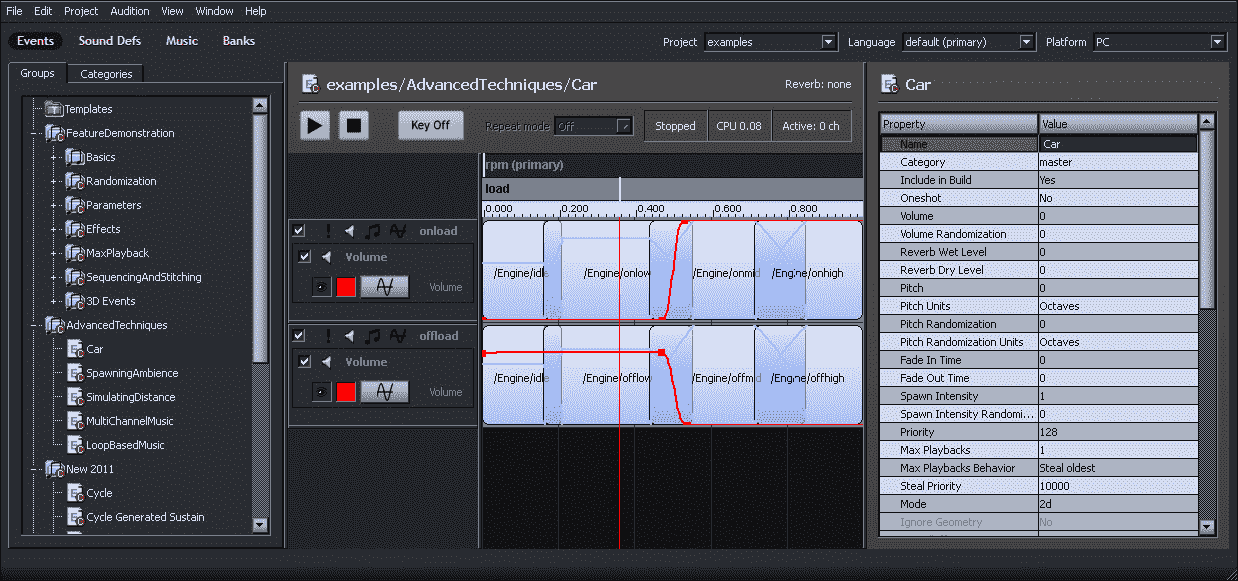 File Edit Project Audition View Window Help
Events Sound Defs Music Banks
Project examples Language default (primary) Platform PC
Groups Categories
Templates
FeatureDemonstration
Basics
Randomization
Parameters
Effects
MaxPlayback
SequencingAndStitching
3D Events
AdvancedTechniques
Car
SpawningAmbience
SimulatingDistance
MultiChannelMusic
LoopBasedMusic
New 2011
Cycle
Cycle Generated Sustain
examples/AdvancedTechniques/Car Reverb: none
Key Off Repeat mode Off Stopped CPU 0.08 Active: 0 ch
rpm (primary)
load
0.000 0.200 0.400 0.600 0.800
onload
Volume
Volume
/Engine/idle /Engine/onlow /Engine/onmid /Engine/onhigh
offload
Volume
Volume
/Engine/idle /Engine/offlow /Engine/offmid /Engine/offhigh
Car
Property Value
Name Car
Category master
Include in Build Yes
Oneshot No
Volume 0
Volume Randomization 0
Reverb Wet Level 0
Reverb Dry Level 0
Pitch 0
Pitch Units Octaves
Pitch Randomization 0
Pitch Randomization Units Octaves
Fade In Time 0
Fade Out Time 0
Spawn Intensity 1
Spawn Intensity Randomi... 0
Priority 128
Max Playbacks 1
Max Playbacks Behavior Steal oldest
Steal Priority 10000
Mode 2d
Ignore Geometry No